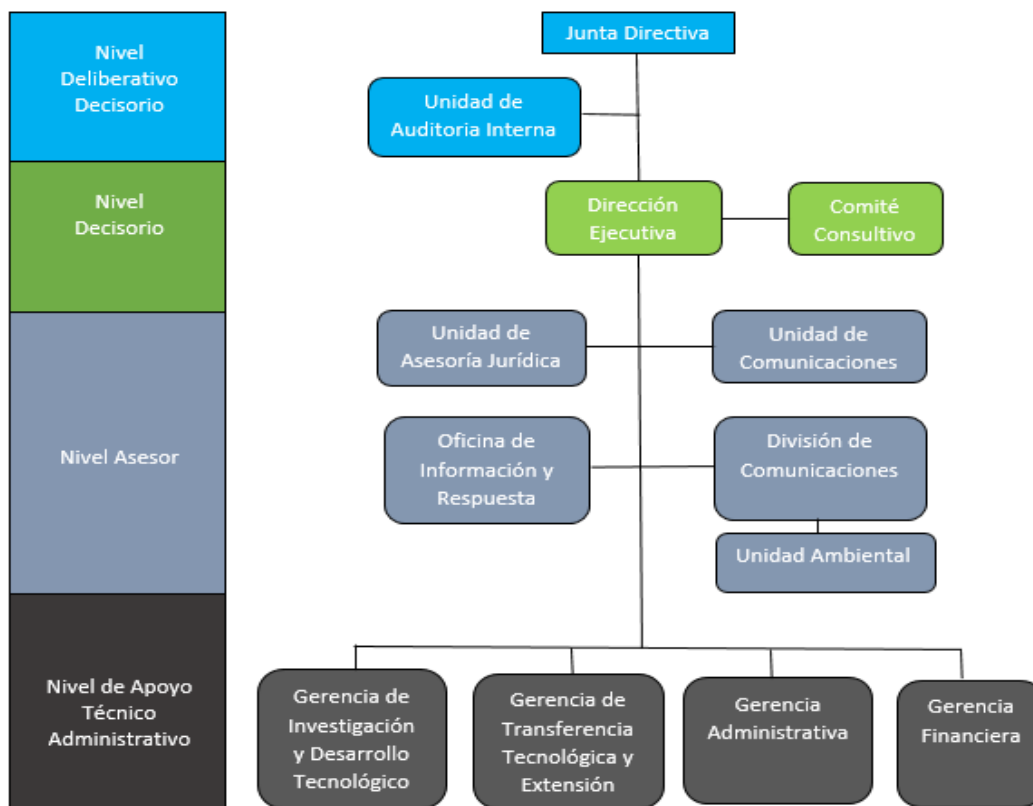 Nivel
Deliberativo
Decisorio
Junta Directiva
Unidad de
Auditoria Interna
Nivel
Decisorio
Dirección
Ejecutiva
Comité
Consultivo
Nivel Asesor
Unidad de
Asesoría Jurídica
Unidad de
Comunicaciones
Oficina de
Información y
Respuesta
División de
Comunicaciones
Unidad Ambiental
Nivel de Apoyo
Técnico
Administrativo
Gerencia de
Investigación
y Desarrollo
Tecnológico
Gerencia de
Transferencia
Tecnológica y
Extensión
Gerencia
Administrativa
Gerencia
Financiera